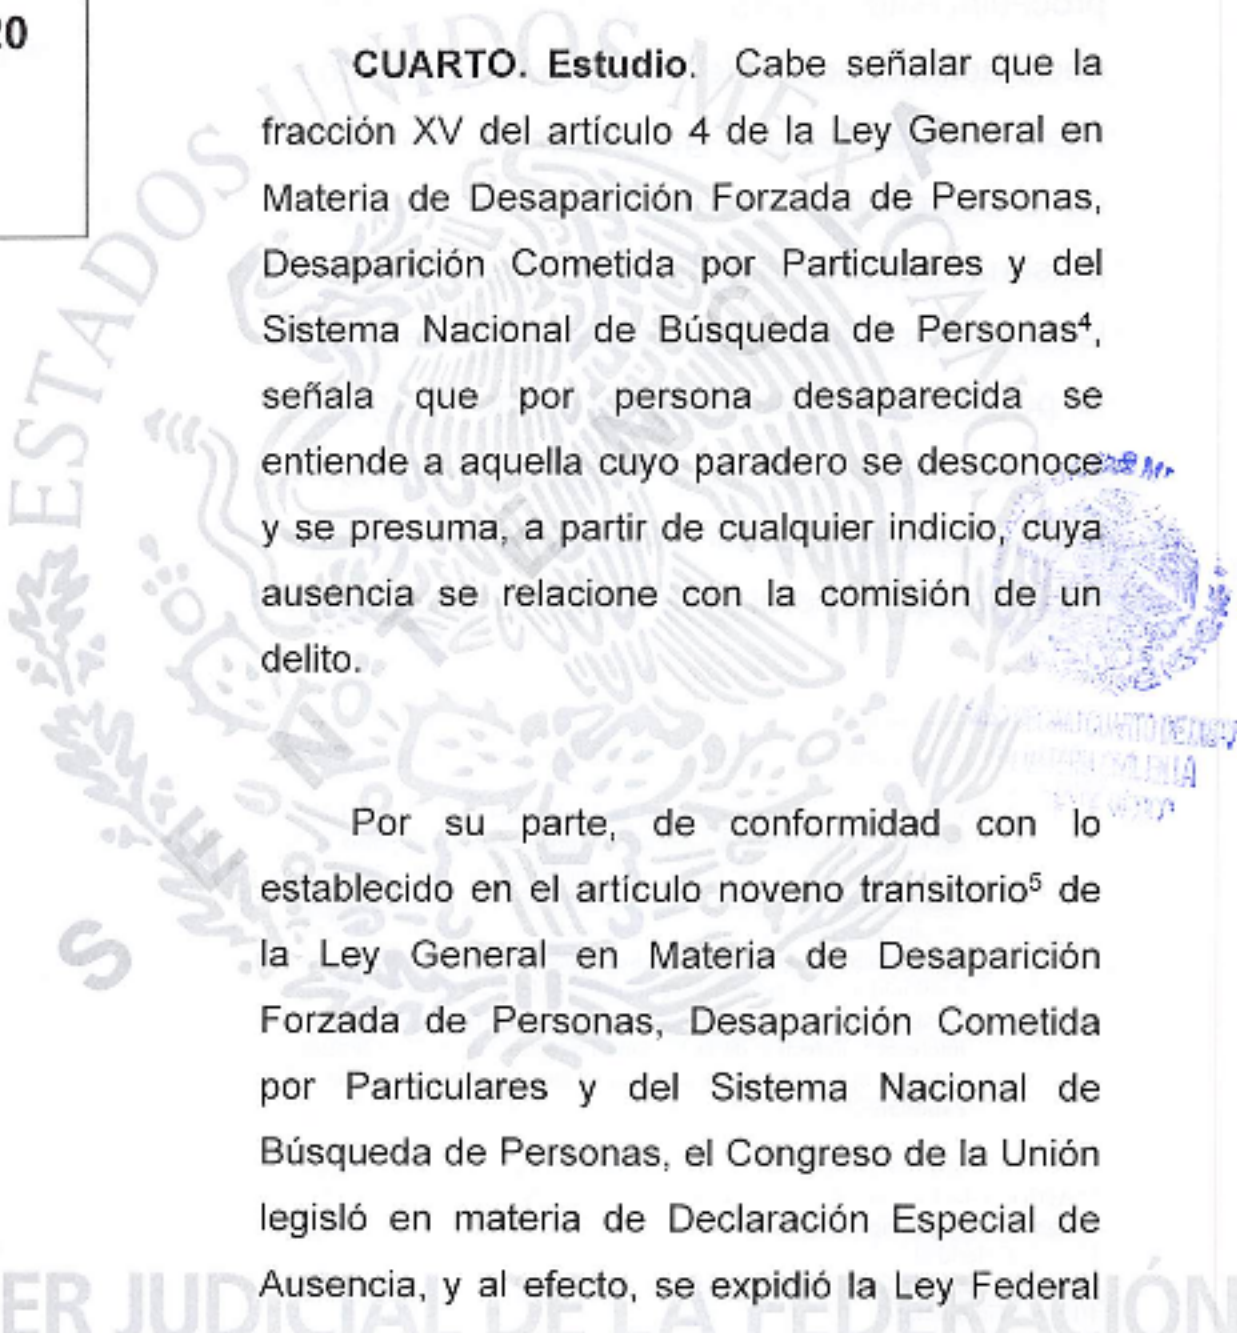 20
CUARTO. Estudio. Cabe señalar que la
fracción XV del artículo 4 de la Ley General en
Materia de Desaparición Forzada de Personas,
Desaparición Cometida por Particulares y del
Sistema Nacional de Búsqueda de Personas⁴,
señala que por persona desaparecida se
entiende a aquella cuyo paradero se desconoce
y se presuma, a partir de cualquier indicio, cuya
ausencia se relacione con la comisión de un
delito.
Por su parte, de conformidad con lo
establecido en el artículo noveno transitorio⁵ de
la Ley General en Materia de Desaparición
Forzada de Personas, Desaparición Cometida
por Particulares y del Sistema Nacional de
Búsqueda de Personas, el Congreso de la Unión
legisló en materia de Declaración Especial de
Ausencia, y al efecto, se expidió la Ley Federal
ESTADOS UNIDOS MEXICANOS
SENTENCIA
ER JUDICIAL DE LA FEDERACIÓN